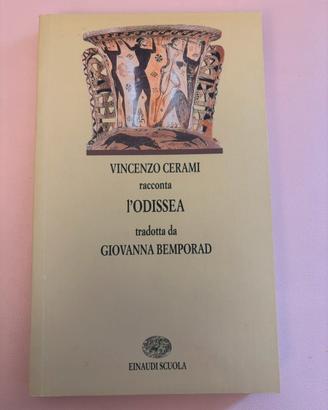 VINCENZO CERAMI
racconta
l'ODISSEA
tradotta da
GIOVANNA BEMPORAD
EINAUDI SCUOLA